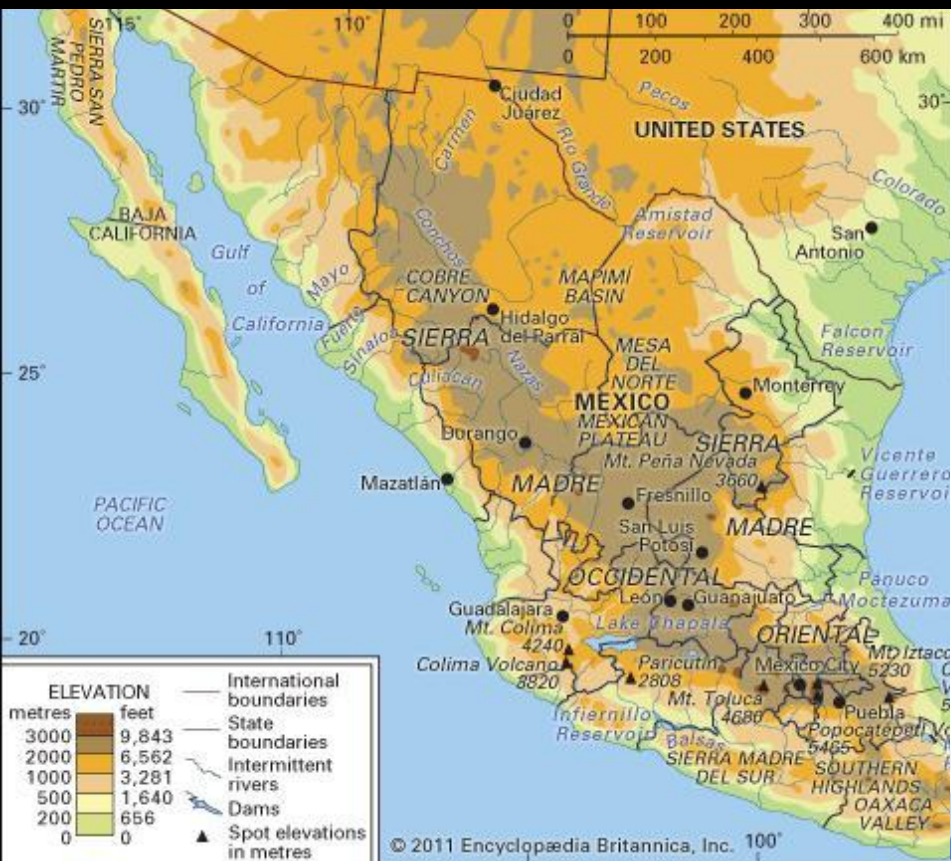 115°
110°
0 100 200 400 mi
0 200 400 600 km
SIERRA SAN
PEDRO
MARTIR
30°
30°
Ciudad
Juárez
Pecos
Carmen
Rio Grande
UNITED STATES
Colorado
BAJA
CALIFORNIA
Amistad
Reservoir
San
Antonio
Gulf
of
California
Conchos
Mayo
COBRE
CANYON
MAPIMÍ
BASIN
Hidalgo
del Parral
Fuerte
Sinaloa
SIERRA
Falcon
Reservoir
MESA
DEL
NORTE
25°
Culiacán
Nazas
Monterrey
MEXICO
MEXICAN
PLATEAU
Durango
SIERRA
Mt. Peña Nevada
3660
Vicente
Guerrero
Reservoi
Mazatlán
MADRE
Fresnillo
PACIFIC
OCEAN
San Luis
Potosí
MADRE
OCCIDENTAL
León
Guanajuato
Pánuco
Moctezuma
Guadalajara
Lake Chapala
Mt. Colima
4240
ORIENTAL
20°
110°
Colima Volcano
8820
Paricutín
2808
Mexico City
Mt. Iztacc
5230
Mt. Toluca
4680
Puebla
Infiernillo
Reservoir
Popocatépetl Vo
5465
Balsas
SIERRA MADRE
DEL SUR
SOUTHERN
HIGHLANDS
OAXACA
VALLEY
100°
ELEVATION
metres feet
3000 9,843
2000 6,562
1000 3,281
500 1,640
200 656
0 0
International
boundaries
State
boundaries
Intermittent
rivers
Dams
Spot elevations
in metres
© 2011 Encyclopædia Britannica, Inc.